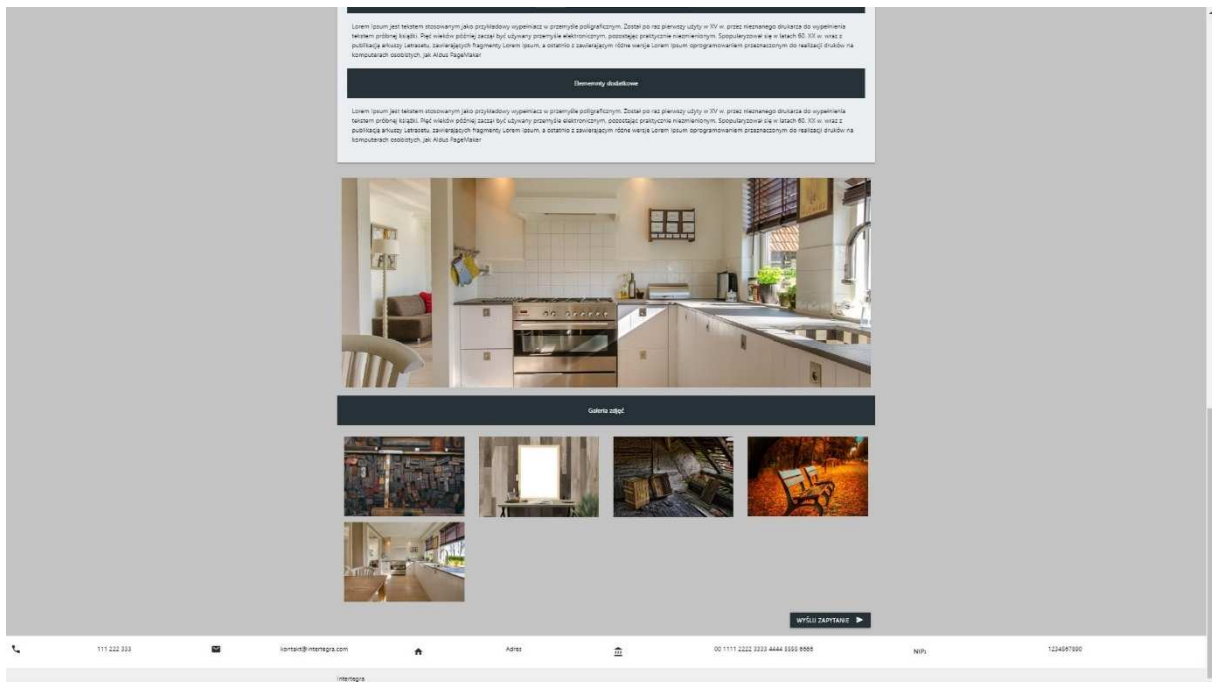 Lorem Ipsum jest tekstem stosowanym jako przykładowy wypełniacz w przemyśle poligraficznym. Został po raz pierwszy użyty w XV w. przez nieznanego drukarza do wypełnienia
tekstem próbnej książki. Pięć wieków później zaczął być używany przemyśle elektronicznym, pozostając praktycznie niezmienionym. Spopularyzował się w latach 60. XX w. wraz z
publikacją arkuszy Letrasetu, zawierających fragmenty Lorem Ipsum, a ostatnio z zawierającym różne wersje Lorem Ipsum oprogramowaniem przeznaczonym do realizacji druków na
komputerach osobistych, jak Aldus PageMaker
Elememnty dodatkowe
Lorem Ipsum jest tekstem stosowanym jako przykładowy wypełniacz w przemyśle poligraficznym. Został po raz pierwszy użyty w XV w. przez nieznanego drukarza do wypełnienia
tekstem próbnej książki. Pięć wieków później zaczął być używany przemyśle elektronicznym, pozostając praktycznie niezmienionym. Spopularyzował się w latach 60. XX w. wraz z
publikacją arkuszy Letrasetu, zawierających fragmenty Lorem Ipsum, a ostatnio z zawierającym różne wersje Lorem Ipsum oprogramowaniem przeznaczonym do realizacji druków na
komputerach osobistych, jak Aldus PageMaker
Galeria zdjęć
WYŚLIJ ZAPYTANIE
111 222 333 kontakt@intertegra.com Adres 00 1111 2222 3333 4444 5555 6666 NIP: 1234567890
Intertegra